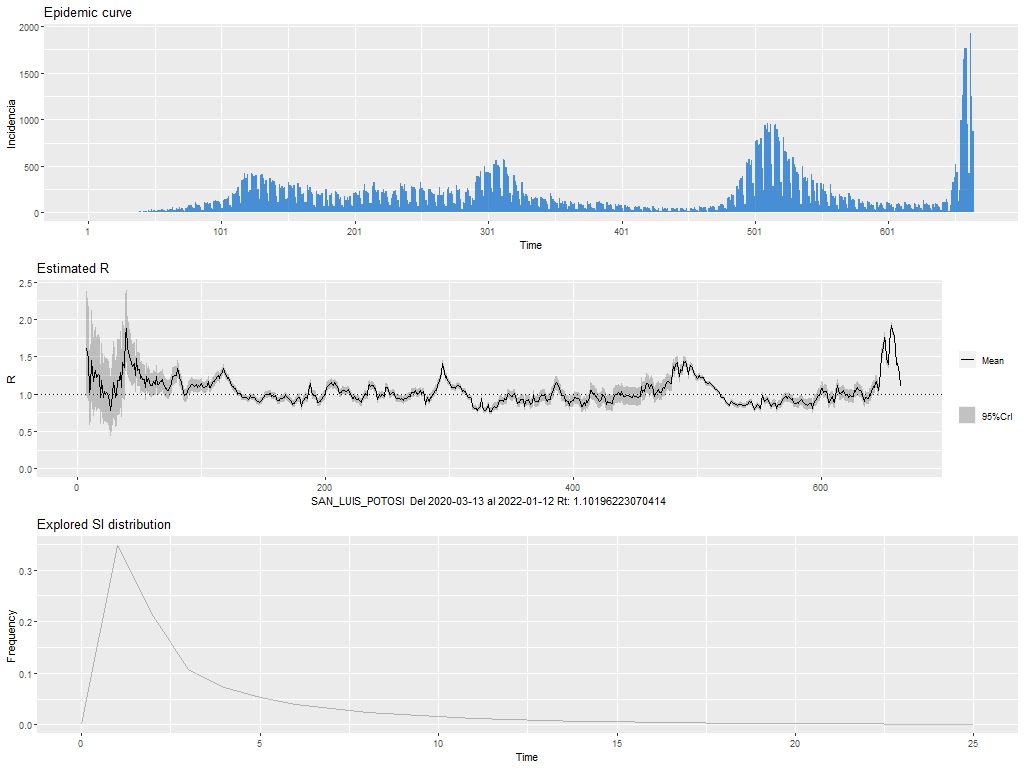 Epidemic curve
2000
1500
1000
500
0
Incidencia
1 101 201 301 401 501 601
Time
Estimated R
2.5
2.0
1.5
1.0
0.5
0.0
R
Mean
95%CrI
0 200 400 600
SAN_LUIS_POTOSI Del 2020-03-13 al 2022-01-12 Rt: 1.10196223070414
Explored SI distribution
0.3
0.2
0.1
0.0
Frequency
0 5 10 15 20 25
Time